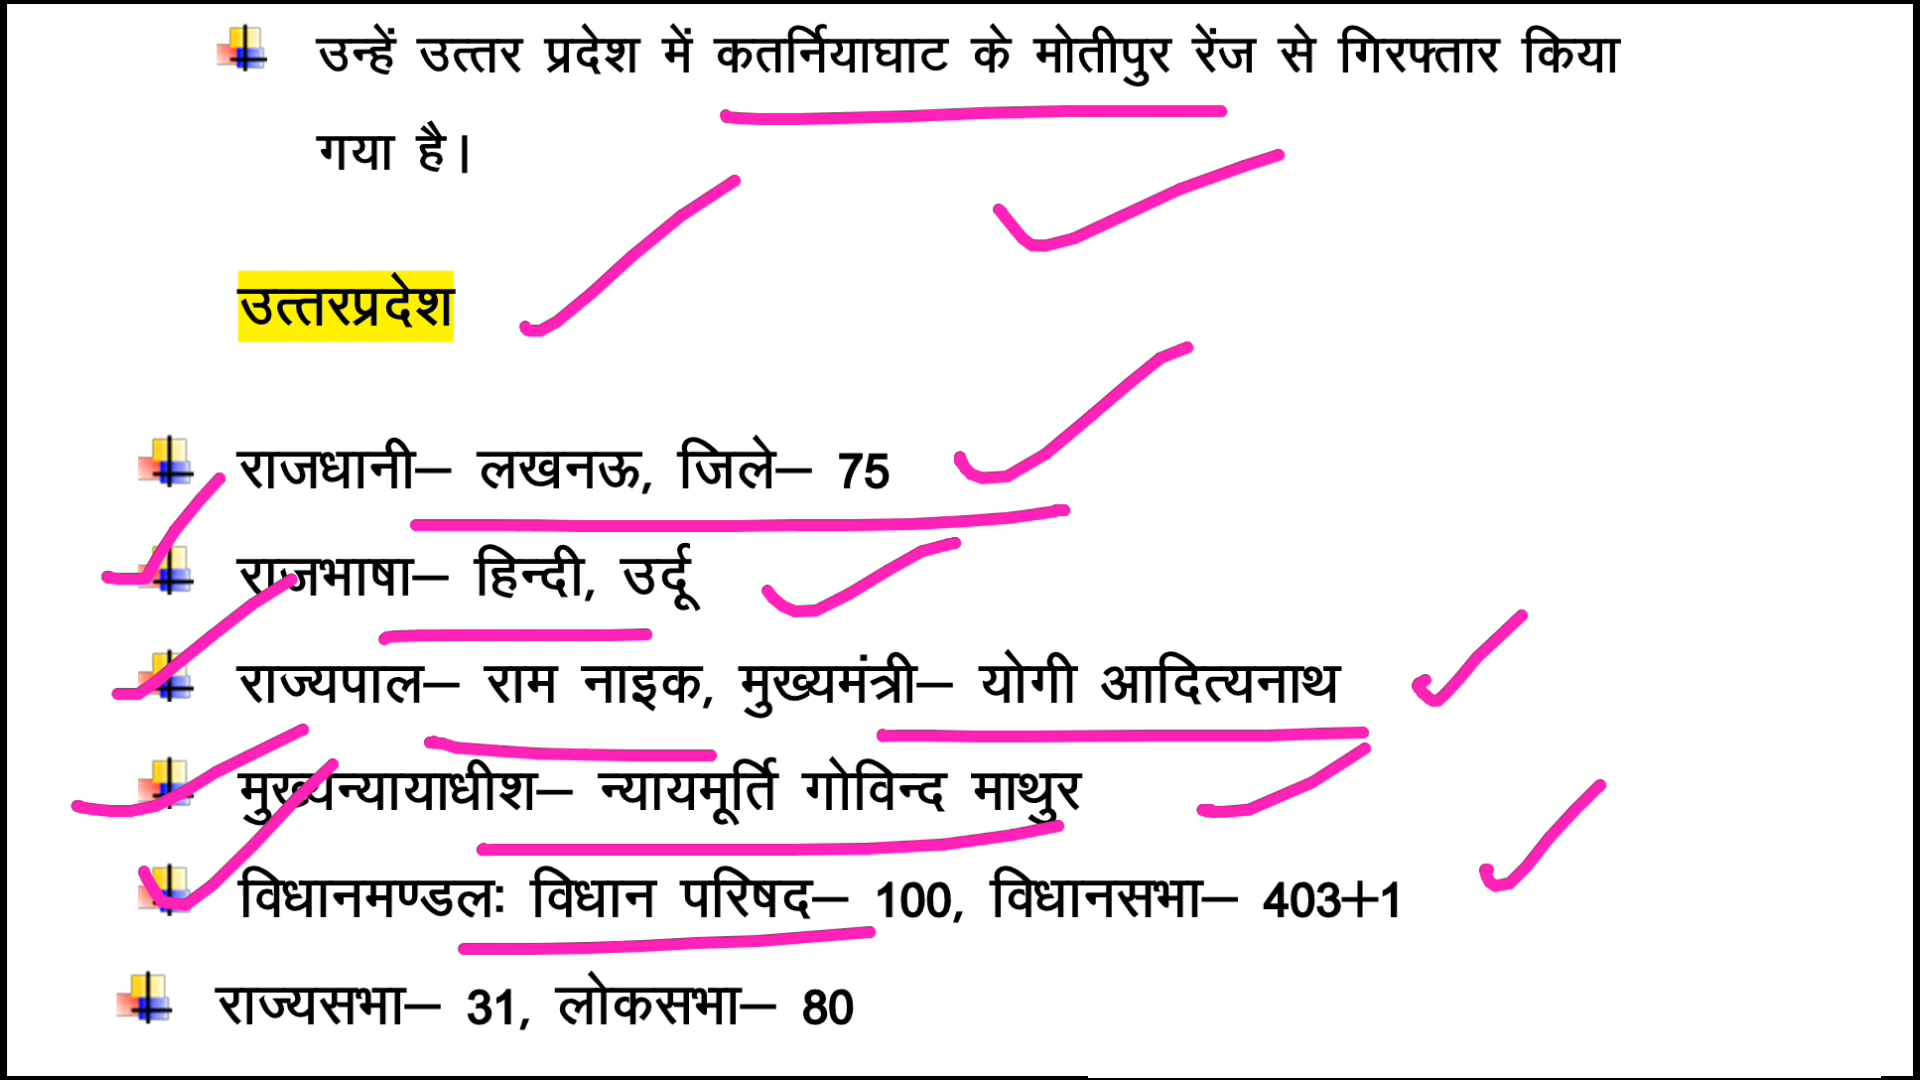 उन्हें उत्तर प्रदेश में कतर्नियाघाट के मोतीपुर रेंज से गिरफ्तार किया
गया है।
उत्तरप्रदेश
राजधानी– लखनऊ, जिले– 75
राजभाषा– हिन्दी, उर्दू
राज्यपाल– राम नाइक, मुख्यमंत्री– योगी आदित्यनाथ
मुख्यन्यायाधीश– न्यायमूर्ति गोविन्द माथुर
विधानमण्डलः विधान परिषद– 100, विधानसभा– 403+1
राज्यसभा– 31, लोकसभा– 80